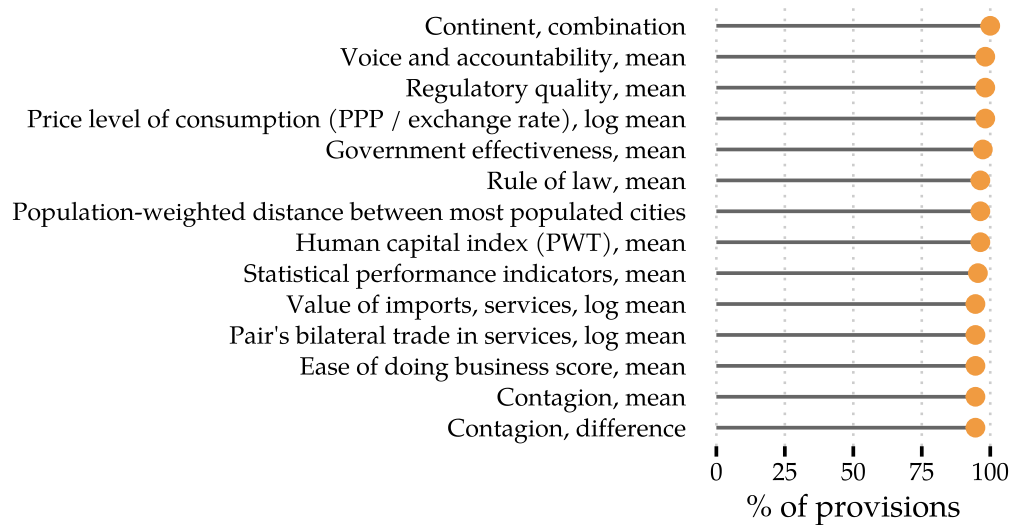 Continent, combination
Voice and accountability, mean
Regulatory quality, mean
Price level of consumption (PPP / exchange rate), log mean
Government effectiveness, mean
Rule of law, mean
Population-weighted distance between most populated cities
Human capital index (PWT), mean
Statistical performance indicators, mean
Value of imports, services, log mean
Pair's bilateral trade in services, log mean
Ease of doing business score, mean
Contagion, mean
Contagion, difference
0 25 50 75 100
% of provisions